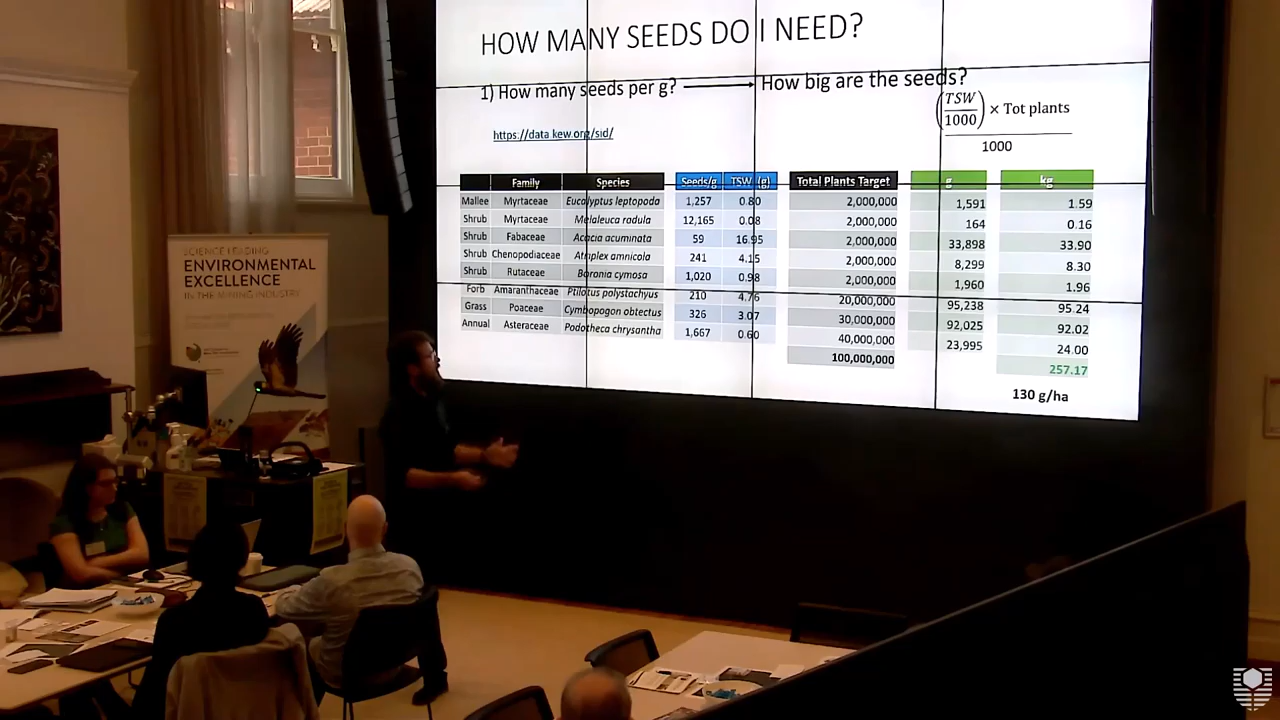 HOW MANY SEEDS DO I NEED?
1) How many seeds per g? → How big are the seeds?
https://data.kew.org/sid/
(TSW/1000) × Tot plants
1000
Family Species Seeds/g TSW (g) Total Plants Target g kg
Mallee Myrtaceae Eucalyptus leptopoda 1,257 0.80 2,000,000 1,591 1.59
Shrub Myrtaceae Melaleuca radula 12,165 0.08 2,000,000 164 0.16
Shrub Fabaceae Acacia acuminata 59 16.95 2,000,000 33,898 33.90
Shrub Chenopodiaceae Atriplex amnicola 241 4.15 2,000,000 8,299 8.30
Shrub Rutaceae Boronia cymosa 1,020 0.98 2,000,000 1,960 1.96
Forb Amaranthaceae Ptilotus polystachyus 210 4.76 20,000,000 95,238 95.24
Grass Poaceae Cymbopogon obtectus 326 3.07 30,000,000 92,025 92.02
Annual Asteraceae Podotheca chrysantha 1,667 0.60 40,000,000 23,995 24.00
100,000,000 257.17
130 g/ha
SCIENCE LEADING
ENVIRONMENTAL
EXCELLENCE
IN THE MINING INDUSTRY